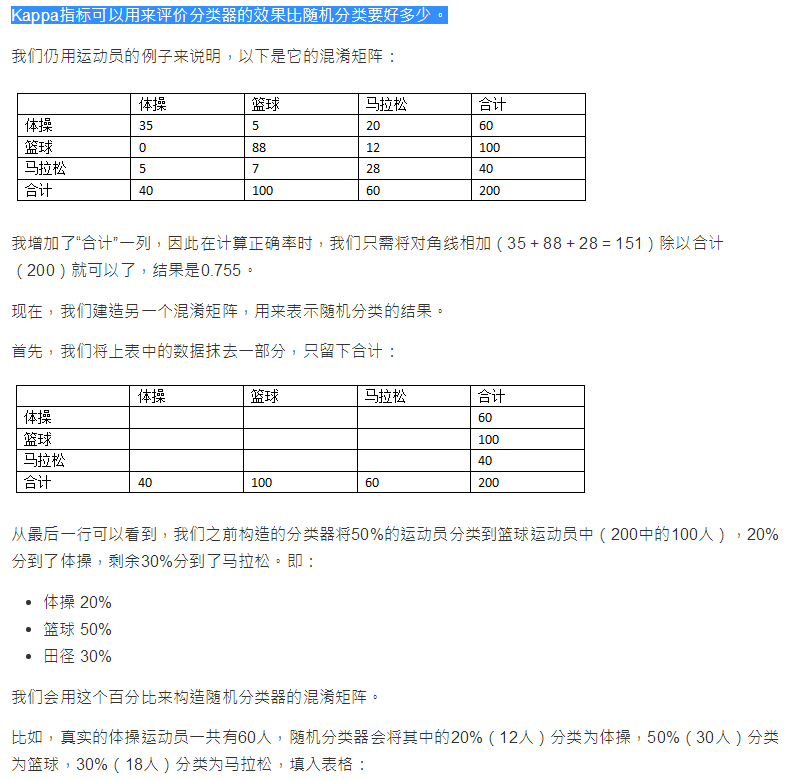 Kappa指标可以用来评价分类器的效果比随机分类要好多少。
我们仍用运动员的例子来说明，以下是它的混淆矩阵：
体操 篮球 马拉松 合计
体操 35 5 20 60
篮球 0 88 12 100
马拉松 5 7 28 40
合计 40 100 60 200
我增加了“合计”一列，因此在计算正确率时，我们只需将对角线相加（35 + 88 + 28 = 151）除以合计
（200）就可以了，结果是0.755。
现在，我们建造另一个混淆矩阵，用来表示随机分类的结果。
首先，我们将上表中的数据抹去一部分，只留下合计：
体操 篮球 马拉松 合计
体操 60
篮球 100
马拉松 40
合计 40 100 60 200
从最后一行可以看到，我们之前构造的分类器将50%的运动员分类到篮球运动员中（200中的100人），20%
分到了体操，剩余30%分到了马拉松。即：
• 体操 20%
• 篮球 50%
• 田径 30%
我们会用这个百分比来构造随机分类器的混淆矩阵。
比如，真实的体操运动员一共有60人，随机分类器会将其中的20%（12人）分类为体操，50%（30人）分类
为篮球，30%（18人）分类为马拉松，填入表格：